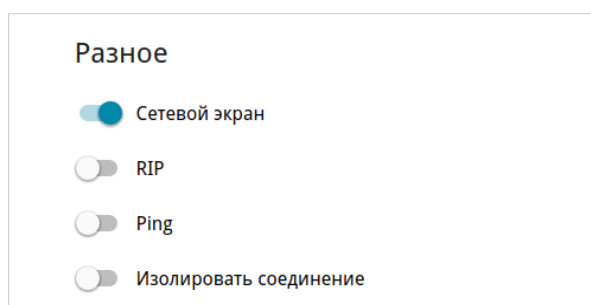 Разное
Сетевой экран
RIP
Ping
Изолировать соединение